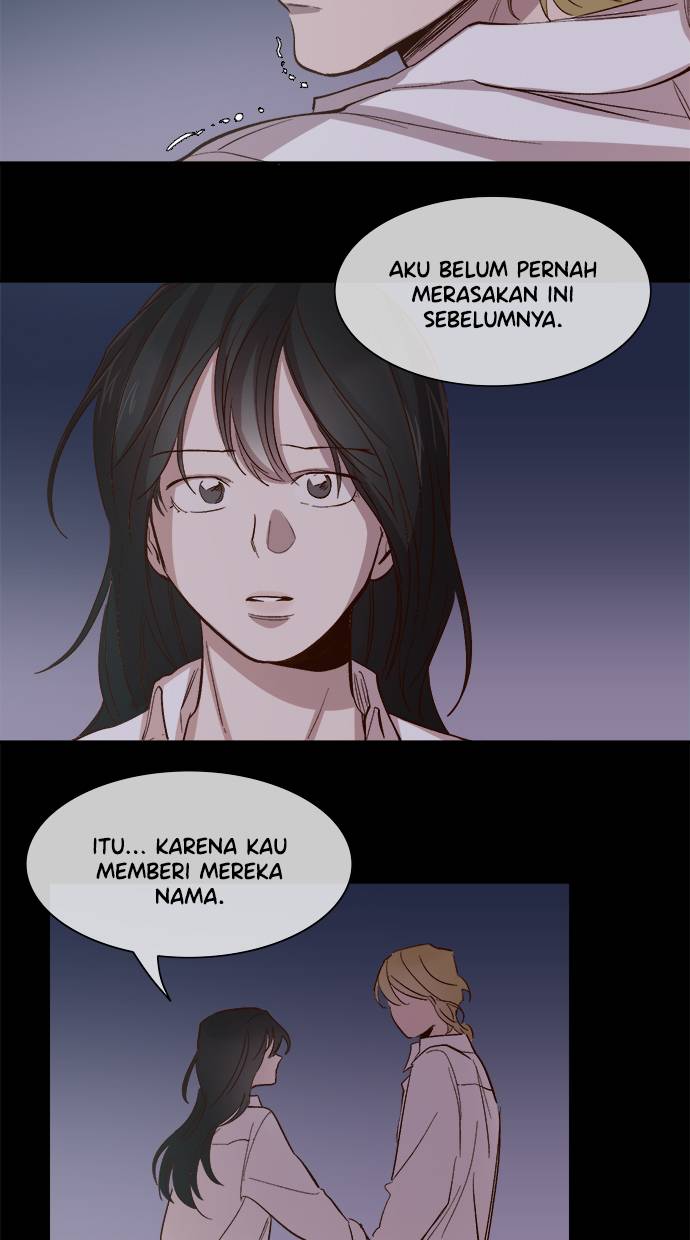 AKU BELUM PERNAH
MERASAKAN INI
SEBELUMNYA.
ITU... KARENA KAU
MEMBERI MEREKA
NAMA.